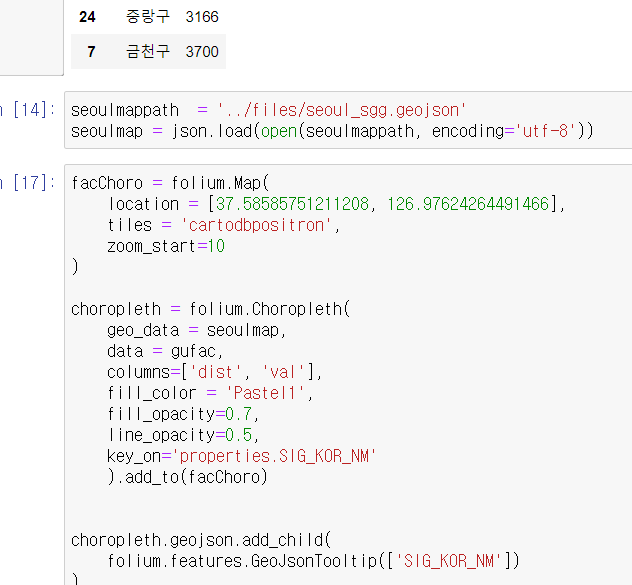 24 중랑구 3166
7 금천구 3700
[14]: seoulmappath = '../files/seoul_sgg.geojson'
seoulmap = json.load(open(seoulmappath, encoding='utf-8'))
[17]: facChoro = folium.Map(
location = [37.58585751211208, 126.97624264491466],
tiles = 'cartodbpositron',
zoom_start=10
)
choropleth = folium.Choropleth(
geo_data = seoulmap,
data = gufac,
columns=['dist', 'val'],
fill_color = 'Pastel1',
fill_opacity=0.7,
line_opacity=0.5,
key_on='properties.SIG_KOR_NM'
).add_to(facChoro)
choropleth.geojson.add_child(
folium.features.GeoJsonTooltip(['SIG_KOR_NM'])
)